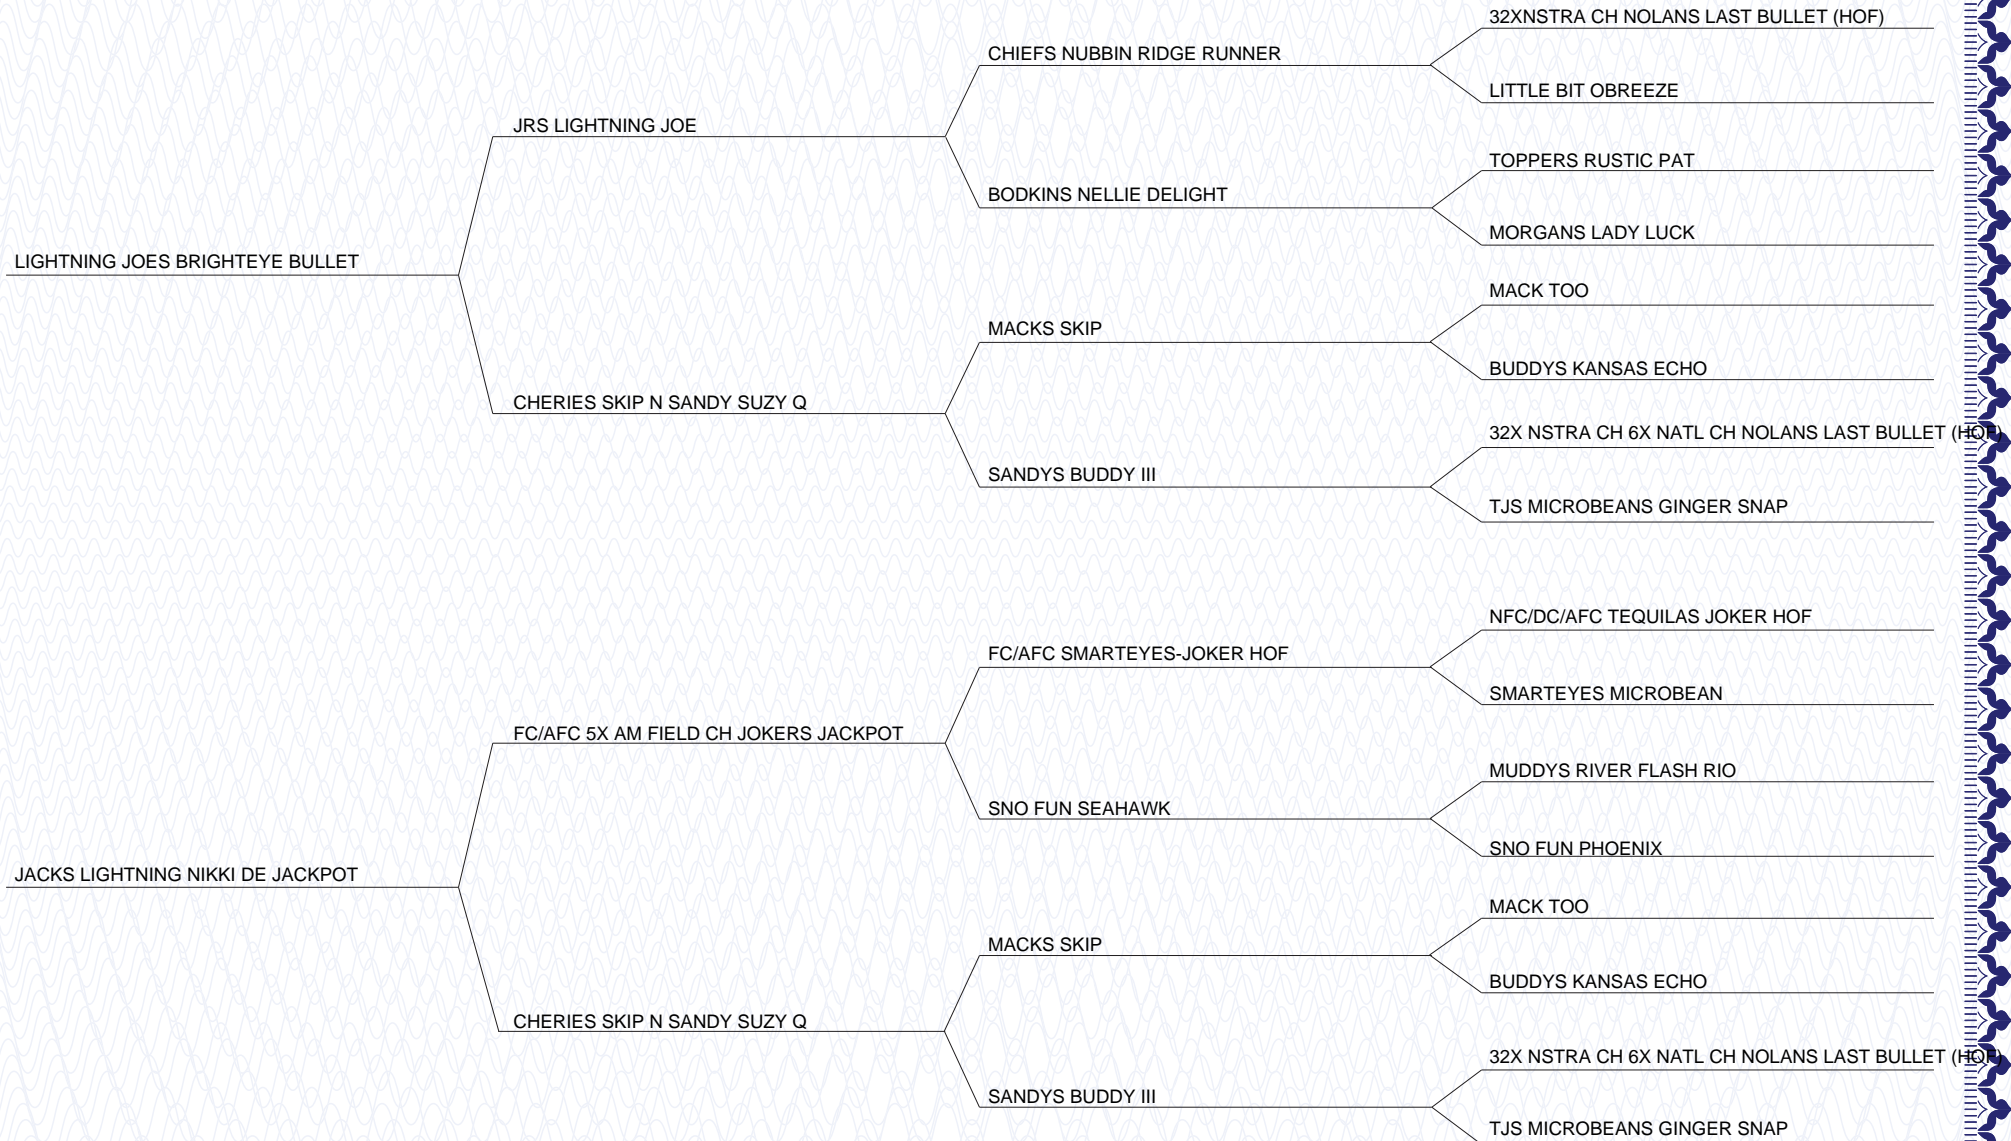 32XNSTRA CH NOLANS LAST BULLET (HOF)
CHIEFS NUBBIN RIDGE RUNNER
LITTLE BIT OBREEZE
JRS LIGHTNING JOE
TOPPERS RUSTIC PAT
BODKINS NELLIE DELIGHT
MORGANS LADY LUCK
LIGHTNING JOES BRIGHTEYE BULLET
MACK TOO
MACKS SKIP
BUDDYS KANSAS ECHO
CHERIES SKIP N SANDY SUZY Q
32X NSTRA CH 6X NATL CH NOLANS LAST BULLET (HOF)
SANDYS BUDDY III
TJS MICROBEANS GINGER SNAP
NFC/DC/AFC TEQUILAS JOKER HOF
FC/AFC SMARTEYES-JOKER HOF
SMARTEYES MICROBEAN
FC/AFC 5X AM FIELD CH JOKERS JACKPOT
MUDDYS RIVER FLASH RIO
SNO FUN SEAHAWK
SNO FUN PHOENIX
JACKS LIGHTNING NIKKI DE JACKPOT
MACK TOO
MACKS SKIP
BUDDYS KANSAS ECHO
CHERIES SKIP N SANDY SUZY Q
32X NSTRA CH 6X NATL CH NOLANS LAST BULLET (HOF)
SANDYS BUDDY III
TJS MICROBEANS GINGER SNAP